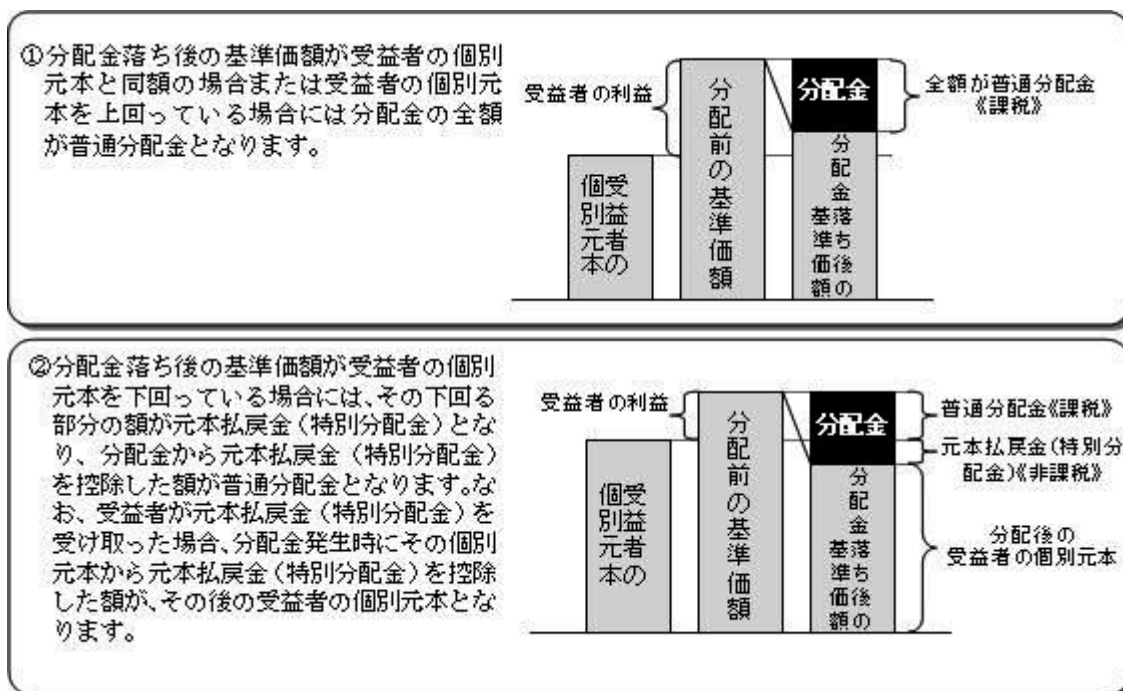 ①分配金落ち後の基準価額が受益者の個別
元本と同額の場合または受益者の個別元
本を上回っている場合には分配金の全額
が普通分配金となります。
受益者の利益
受益者の
個別元本
分配前の基準価額
分配金
分配金落ち後の
基準価額
全額が普通分配金
《課税》
②分配金落ち後の基準価額が受益者の個別
元本を下回っている場合には、その下回る
部分の額が元本払戻金（特別分配金）とな
り、分配金から元本払戻金（特別分配金）
を控除した額が普通分配金となります。な
お、受益者が元本払戻金（特別分配金）を
受け取った場合、分配金発生時にその個別
元本から元本払戻金（特別分配金）を控除
した額が、その後の受益者の個別元本とな
ります。
受益者の利益
受益者の
個別元本
分配前の基準価額
分配金
分配金落ち後の
基準価額
普通分配金《課税》
元本払戻金（特別分
配金）《非課税》
分配後の
受益者の個別元本